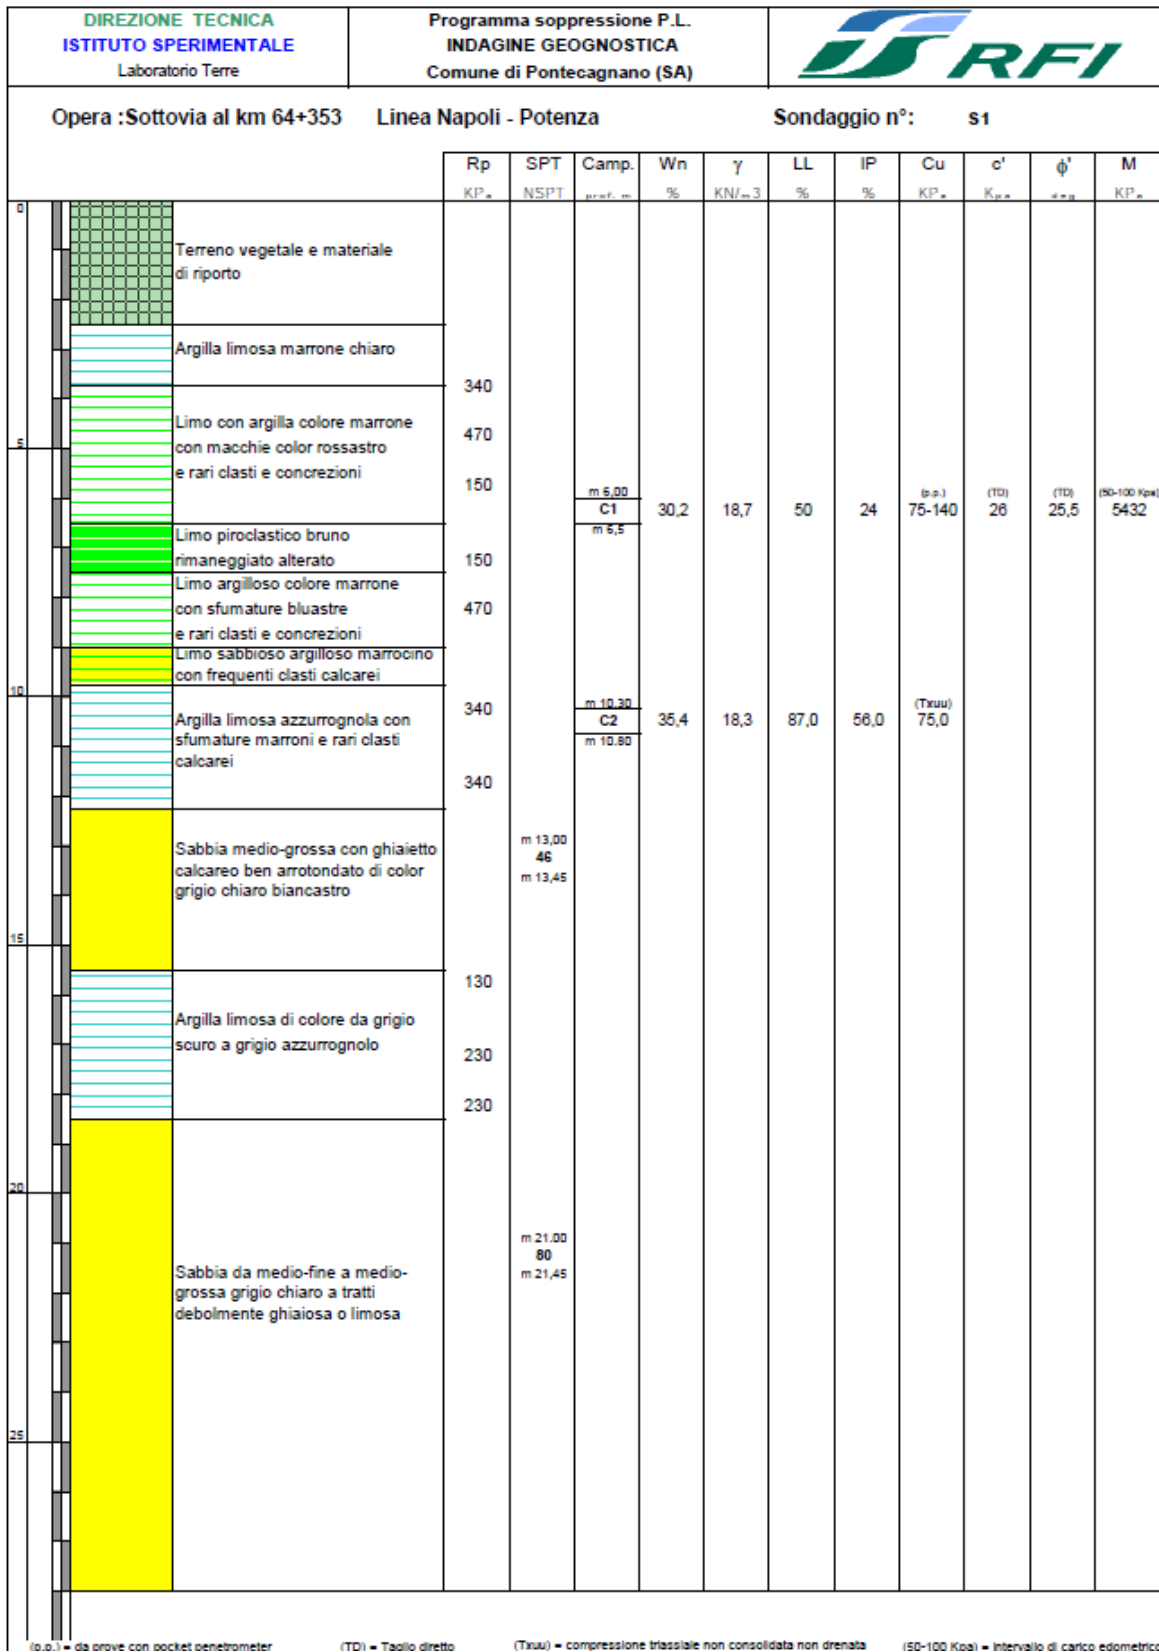 DIREZIONE TECNICA
ISTITUTO SPERIMENTALE
Laboratorio Terre
Programma soppressione P.L.
INDAGINE GEOGNOSTICA
Comune di Pontecagnano (SA)
RFI
Opera :Sottovia al km 64+353 Linea Napoli - Potenza Sondaggio n°: S1
Rp SPT Camp. Wn γ LL IP Cu c' ϕ' M
KPa NSPT prof. m % KN/m3 % % KPa Kpa deg KPa
0
Terreno vegetale e materiale
di riporto
Argilla limosa marrone chiaro
340
Limo con argilla colore marrone
470
5
con macchie color rossastro
e rari clasti e concrezioni
150
m 6,00 (p.p.) (TD) (TD) (50-100 Kpa)
C1 30,2 18,7 50 24 75-140 26 25,5 5432
m 6,5
Limo piroclastico bruno
rimaneggiato alterato
150
Limo argilloso colore marrone
con sfumature bluastre
470
e rari clasti e concrezioni
Limo sabbioso argilloso marrocino
con frequenti clasti calcarei
10
340
m 10.30 (Txuu)
C2 35,4 18,3 87,0 56,0 75,0
m 10.80
Argilla limosa azzurrognola con
sfumature marroni e rari clasti
calcarei
340
m 13,00
46
m 13,45
Sabbia medio-grossa con ghiaietto
calcareo ben arrotondato di color
grigio chiaro biancastro
15
130
Argilla limosa di colore da grigio
scuro a grigio azzurrognolo
230
230
20
m 21.00
80
m 21,45
Sabbia da medio-fine a medio-
grossa grigio chiaro a tratti
debolmente ghiaiosa o limosa
25
(p.p.) = da prove con pocket penetrometer (TD) = Taglio diretto (Txuu) = compressione triassiale non consolidata non drenata (50-100 Kpa) = Intervallo di carico edometrico